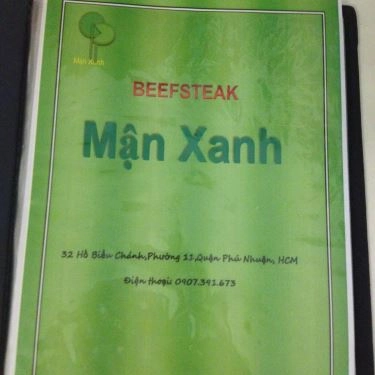 Mận Xanh
BEEFSTEAK
Mận Xanh
32 Hồ Biểu Chánh,Phường 11,Quận Phú Nhuận, HCM
Điện thoại: 0907.391.673